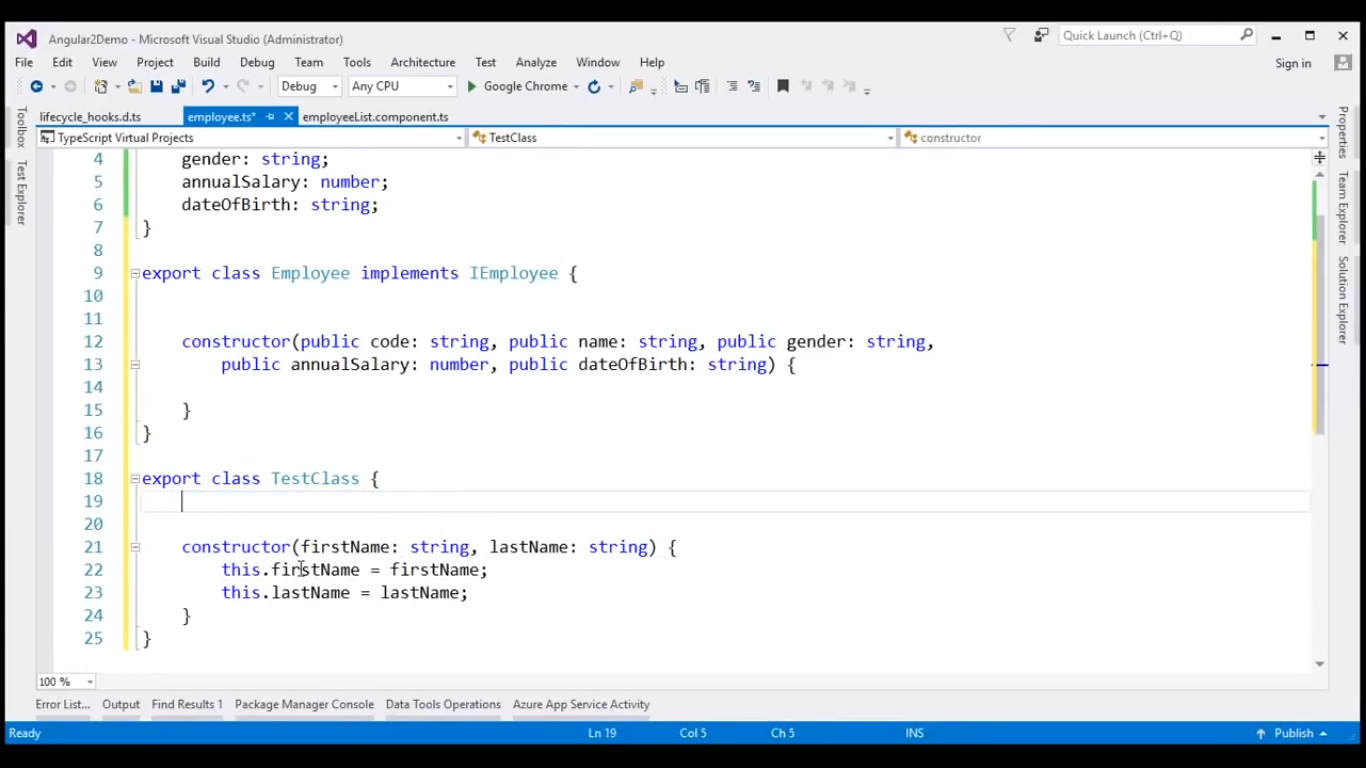 Angular2Demo - Microsoft Visual Studio (Administrator)
Quick Launch (Ctrl+Q)
File Edit View Project Build Debug Team Tools Architecture Test Analyze Window Help
Sign in
Debug Any CPU Google Chrome
lifecycle_hooks.d.ts employee.ts* employeeList.component.ts
TypeScript Virtual Projects TestClass constructor
Toolbox
Test Explorer
4 gender: string;
5 annualSalary: number;
6 dateOfBirth: string;
7 }
8
9 export class Employee implements IEmployee {
10
11
12 constructor(public code: string, public name: string, public gender: string,
13 public annualSalary: number, public dateOfBirth: string) {
14
15 }
16 }
17
18 export class TestClass {
19
20
21 constructor(firstName: string, lastName: string) {
22 this.firstName = firstName;
23 this.lastName = lastName;
24 }
25 }
Properties
Team Explorer
Solution Explorer
100 %
Error List... Output Find Results 1 Package Manager Console Data Tools Operations Azure App Service Activity
Ready Ln 19 Col 5 Ch 5 INS Publish